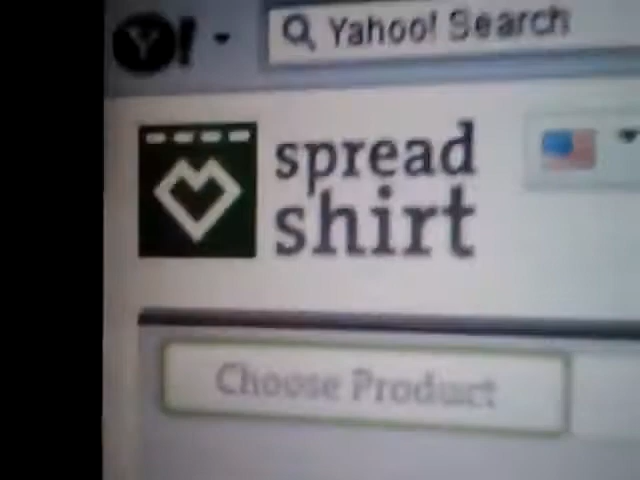 Y!
Yahoo! Search
spread
shirt
Choose Product